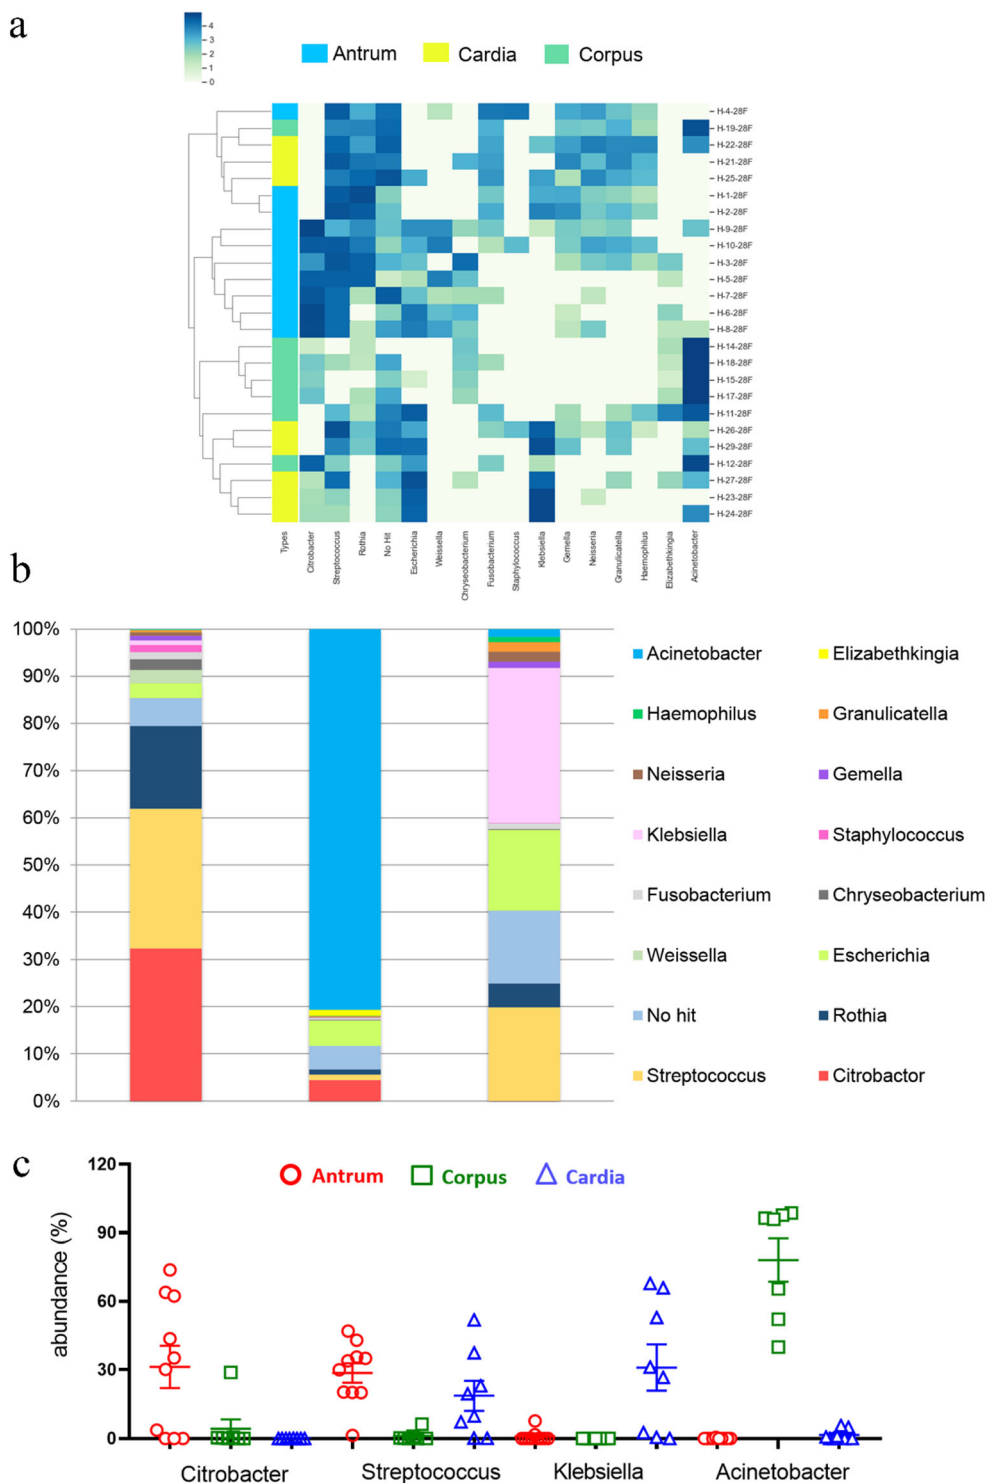 a
4
3
2
1
0
Antrum
Cardia
Corpus
H-4-28F
H-19-28F
H-22-28F
H-21-28F
H-25-28F
H-1-28F
H-2-28F
H-9-28F
H-10-28F
H-3-28F
H-5-28F
H-7-28F
H-6-28F
H-8-28F
H-14-28F
H-18-28F
H-15-28F
H-17-28F
H-11-28F
H-26-28F
H-29-28F
H-12-28F
H-27-28F
H-23-28F
H-24-28F
Types
Citrobacter
Streptococcus
Rothia
No Hit
Escherichia
Weissella
Chryseobacterium
Fusobacterium
Staphylococcus
Klebsiella
Gemella
Neisseria
Granulicatella
Haemophilus
Elizabethkingia
Acinetobacter
b
100%
90%
80%
70%
60%
50%
40%
30%
20%
10%
0%
Acinetobacter Elizabethkingia
Haemophilus Granulicatella
Neisseria Gemella
Klebsiella Staphylococcus
Fusobacterium Chryseobacterium
Weissella Escherichia
No hit Rothia
Streptococcus Citrobactor
c
Antrum Corpus Cardia
abundance (%)
120
90
60
30
0
Citrobacter Streptococcus Klebsiella Acinetobacter